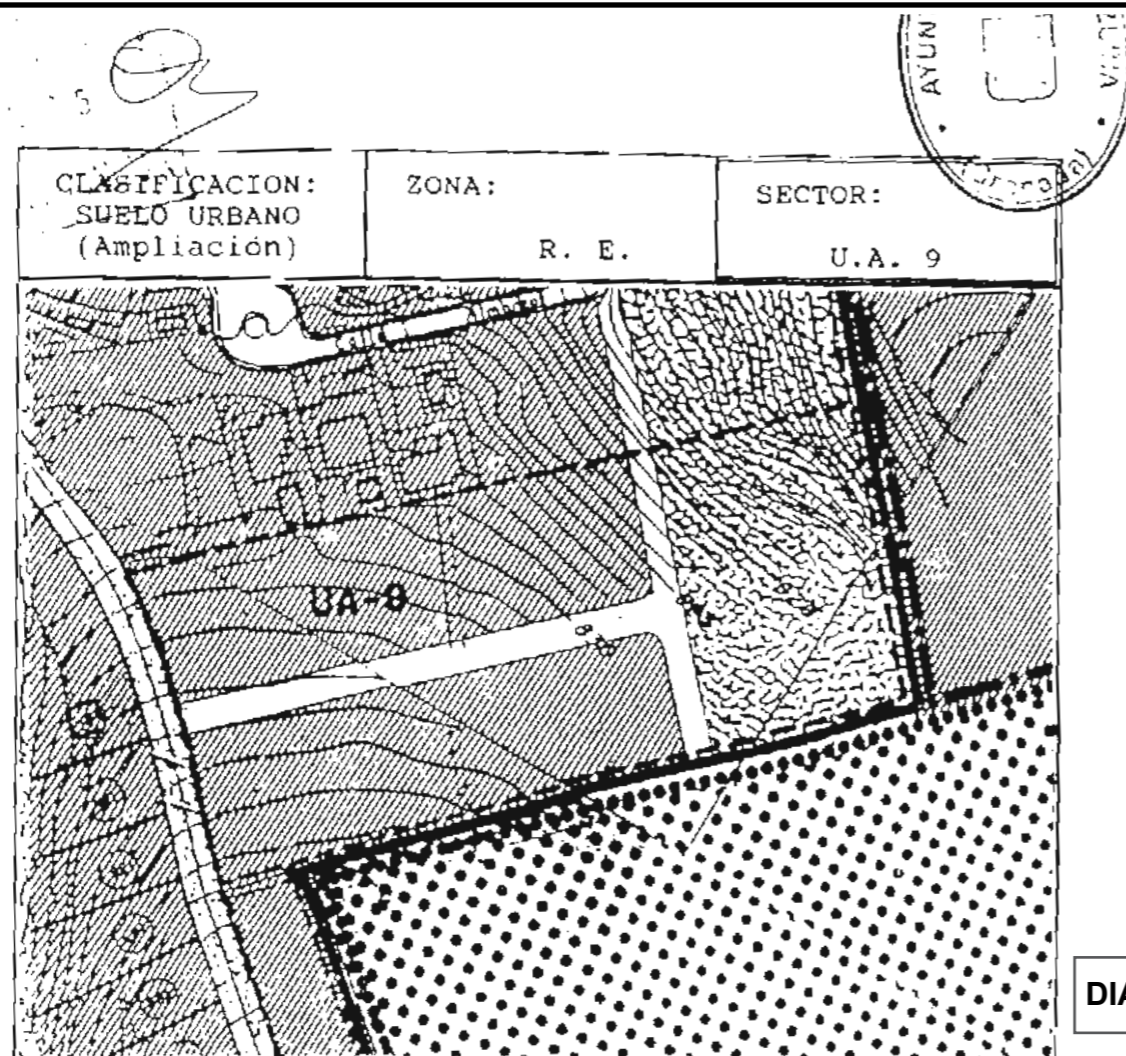 AYUN
CLASIFICACION:
SUELO URBANO
(Ampliación)
ZONA:
R. E.
SECTOR:
U.A. 9
UA-9
DIA